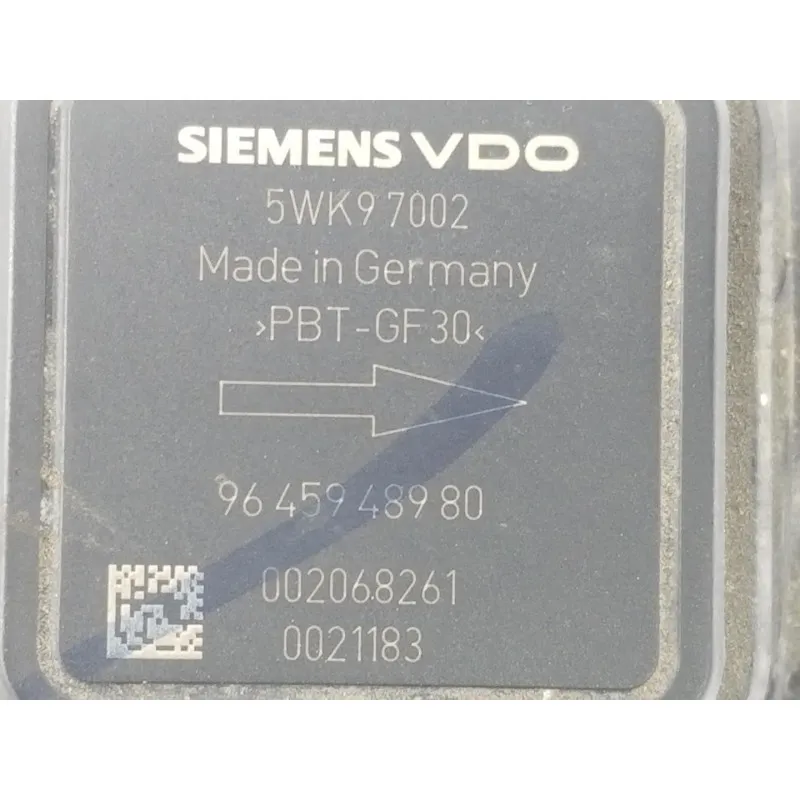 SIEMENS VDO
5WK9 7002
Made in Germany
>PBT-GF30<
96 459 489 80
002068261
0021183